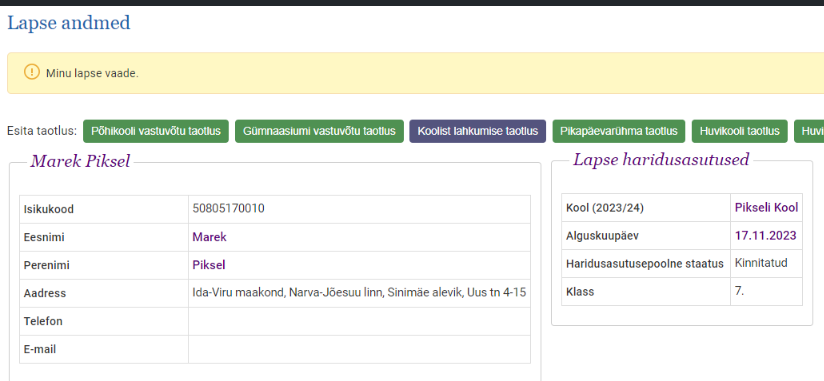 Lapse andmed
Minu lapse vaade.
Esita taotlus: Põhikooli vastuvõtu taotlus Gümnaasiumi vastuvõtu taotlus Koolist lahkumise taotlus Pikapäevarühma taotlus Huvikooli taotlus Huvi
Marek Piksel
Isikukood 50805170010
Eesnimi Marek
Perenimi Piksel
Aadress Ida-Viru maakond, Narva-Jõesuu linn, Sinimäe alevik, Uus tn 4-15
Telefon
E-mail
Lapse haridusasutused
Kool (2023/24) Pikseli Kool
Alguskuupäev 17.11.2023
Haridusasutusepoolne staatus Kinnitatud
Klass 7.